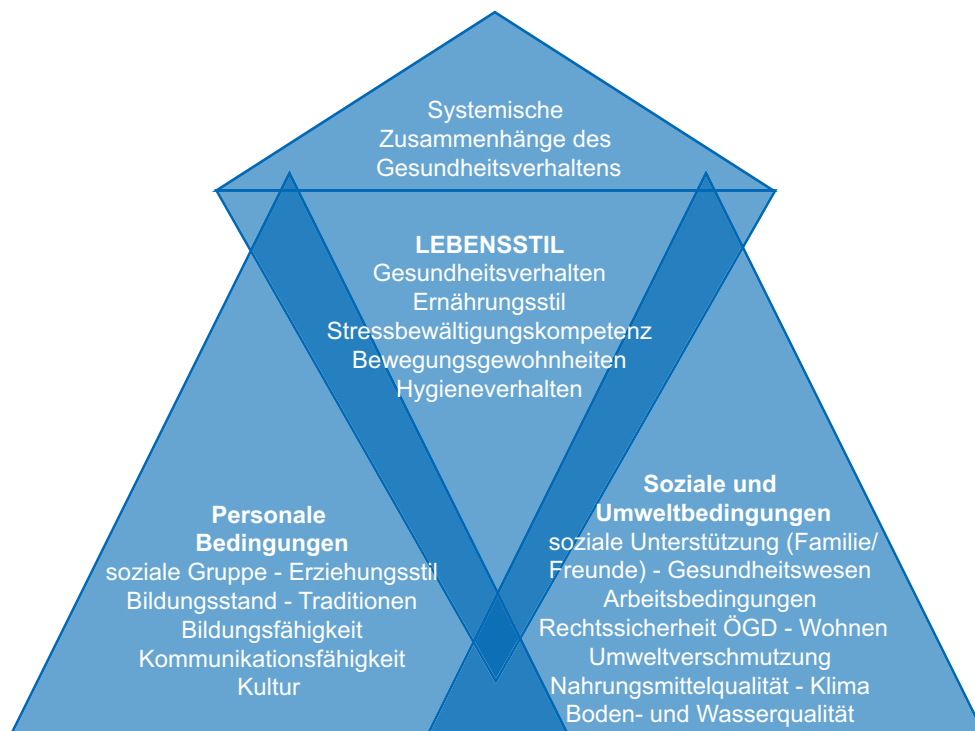 Systemische
Zusammenhänge des
Gesundheitsverhaltens
LEBENSSTIL
Gesundheitsverhalten
Ernährungsstil
Stressbewältigungskompetenz
Bewegungsgewohnheiten
Hygieneverhalten
Personale
Bedingungen
soziale Gruppe - Erziehungsstil
Bildungsstand - Traditionen
Bildungsfähigkeit
Kommunikationsfähigkeit
Kultur
Soziale und
Umweltbedingungen
soziale Unterstützung (Familie/
Freunde) - Gesundheitswesen
Arbeitsbedingungen
Rechtssicherheit ÖGD - Wohnen
Umweltverschmutzung
Nahrungsmittelqualität - Klima
Boden- und Wasserqualität